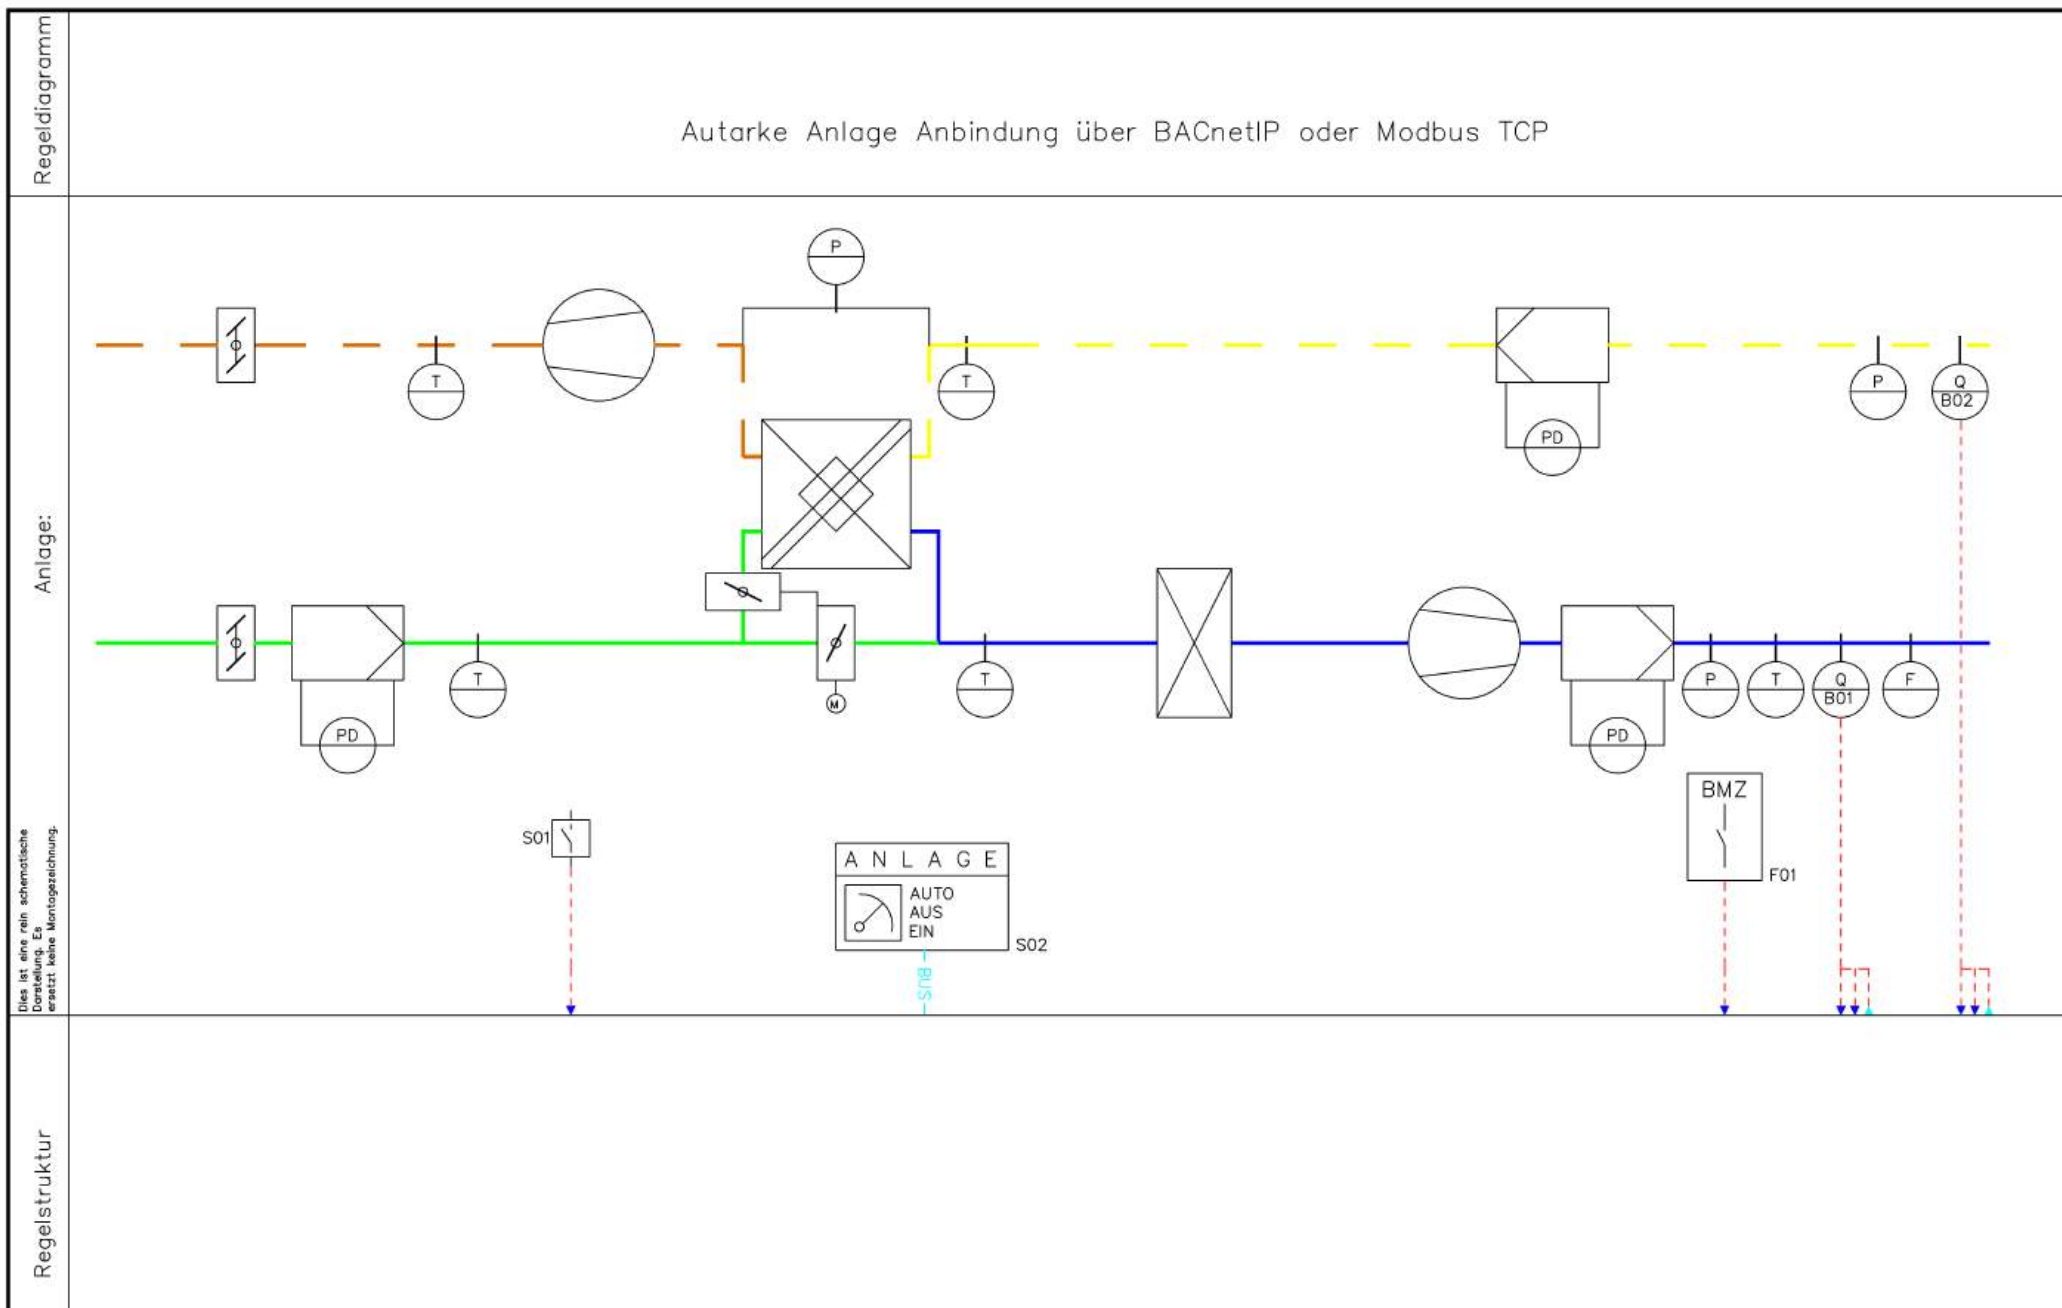 Regeldiagramm
Autarke Anlage Anbindung über BACnetIP oder Modbus TCP
Anlage:
P
T
T
PD
P
Q
B02
T
M
T
PD
PD
P
T
Q
B01
F
S01
ANLAGE
AUTO
AUS
EIN
S02
BUS
BMZ
F01
Dies ist eine rein schematische
Darstellung. Es
ersetzt keine Montagezeichnung.
Regelstruktur